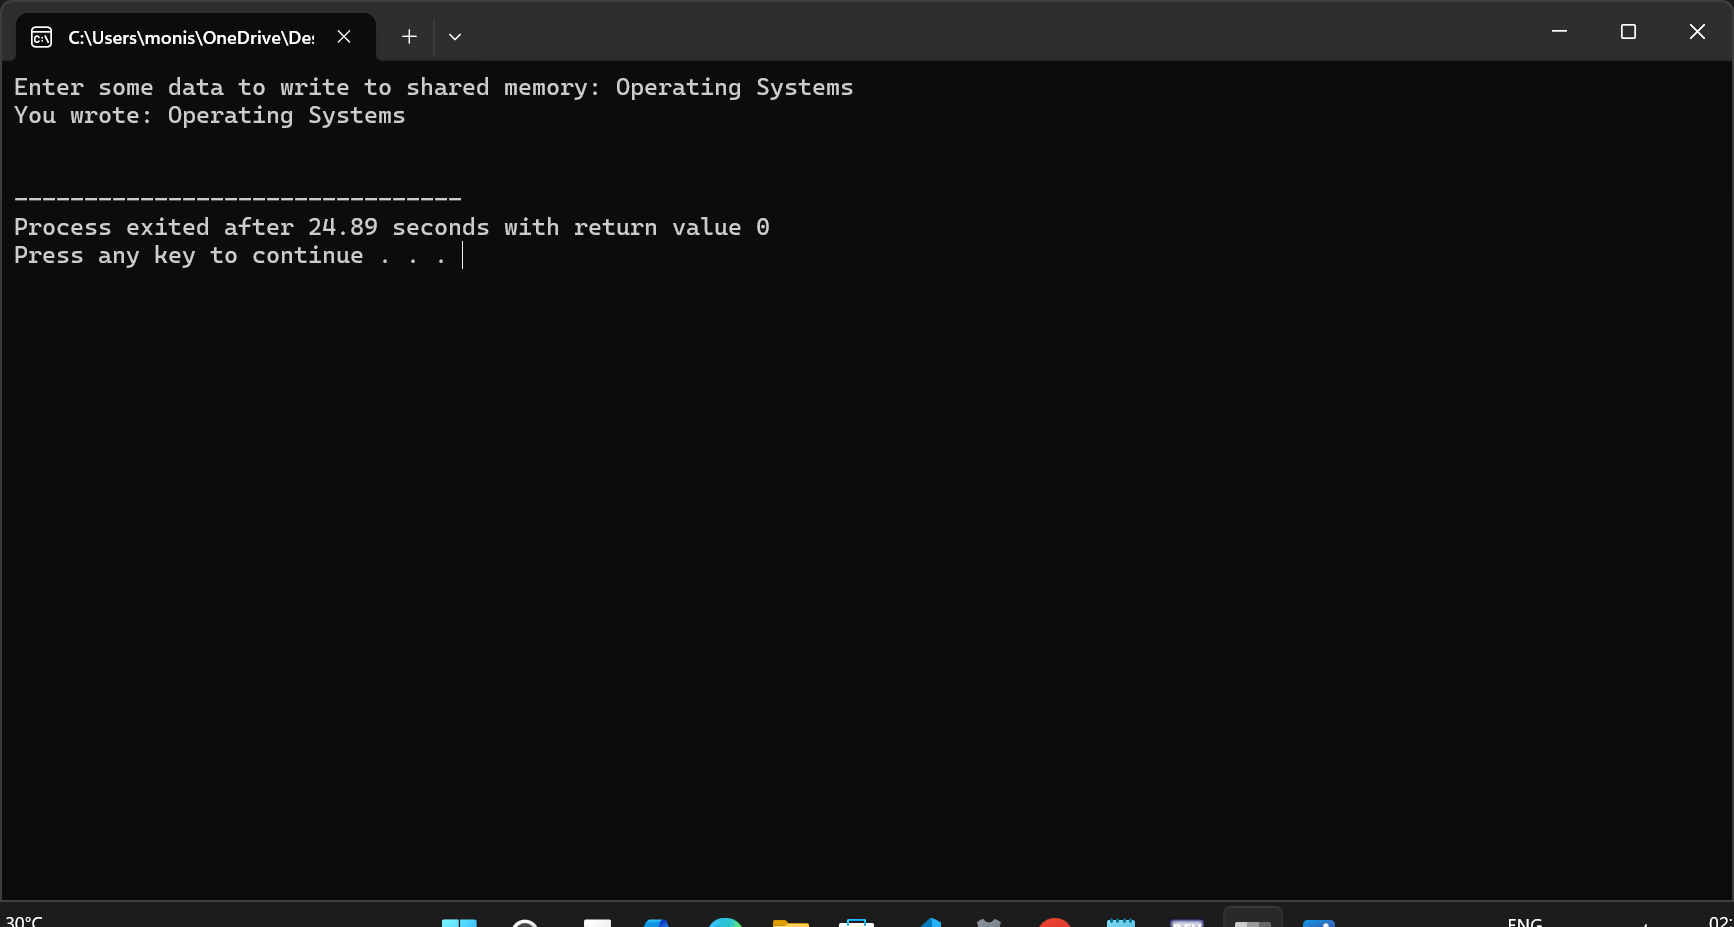 C:\Users\monis\OneDrive\Des
Enter some data to write to shared memory: Operating Systems
You wrote: Operating Systems
--------------------------------
Process exited after 24.89 seconds with return value 0
Press any key to continue . . .
30°C
ENG
02: